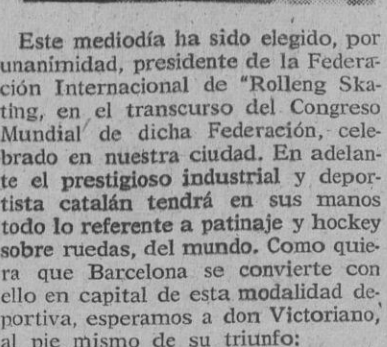 Este mediodía ha sido elegido, por
unanimidad, presidente de la Federa-
ción Internacional de "Rolleng Ska-
ting, en el transcurso del Congreso
Mundial de dicha Federación, cele-
brado en nuestra ciudad. En adelan-
te el prestigioso industrial y depor-
tista catalán tendrá en sus manos
todo lo referente a patinaje y hockey
sobre ruedas, del mundo. Como quie-
ra que Barcelona se convierte con
ello en capital de esta modalidad de-
portiva, esperamos a don Victoriano,
al pie mismo de su triunfo: